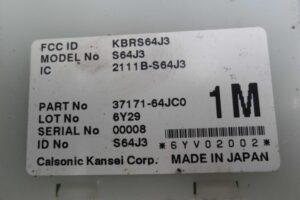 FCC ID KBRS64J3
MODEL No S64J3
IC 2111B-S64J3
PART No 37171-64JC0
1M
LOT No 6Y29
SERIAL No 00008
ID No S64J3
*6YV02002*
Calsonic Kansei Corp. MADE IN JAPAN